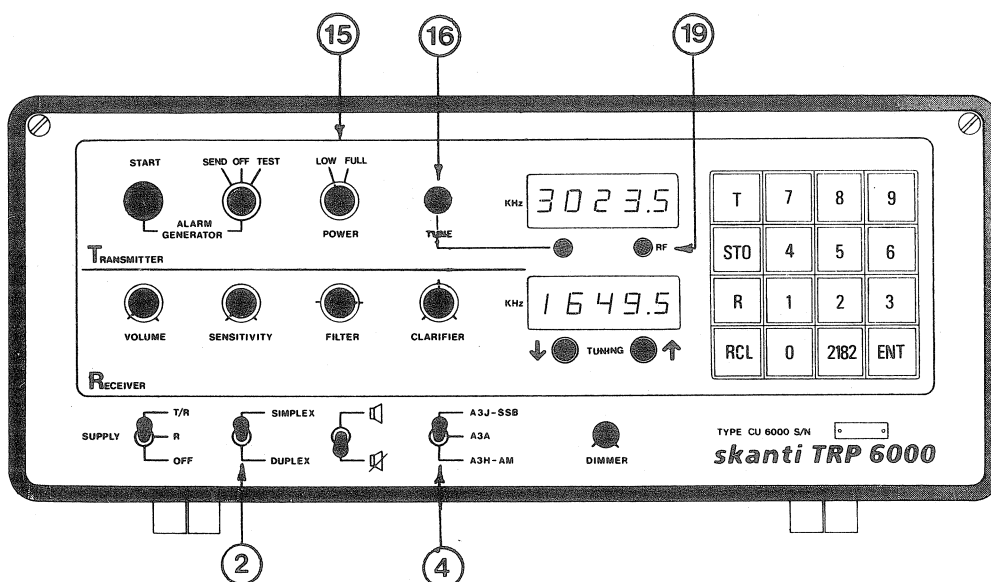 15 16 19
START
SEND OFF TEST
LOW FULL
ALARM
GENERATOR
POWER
TUNE
KHz 3023.5
RF
TRANSMITTER
KHz 1649.5
VOLUME
SENSITIVITY
FILTER
CLARIFIER
TUNING
RECEIVER
T 7 8 9
STO 4 5 6
R 1 2 3
RCL 0 2182 ENT
SUPPLY
T/R
R
OFF
SIMPLEX
DUPLEX
A3J-SSB
A3A
A3H-AM
DIMMER
TYPE CU 6000 S/N
skanti TRP 6000
2 4